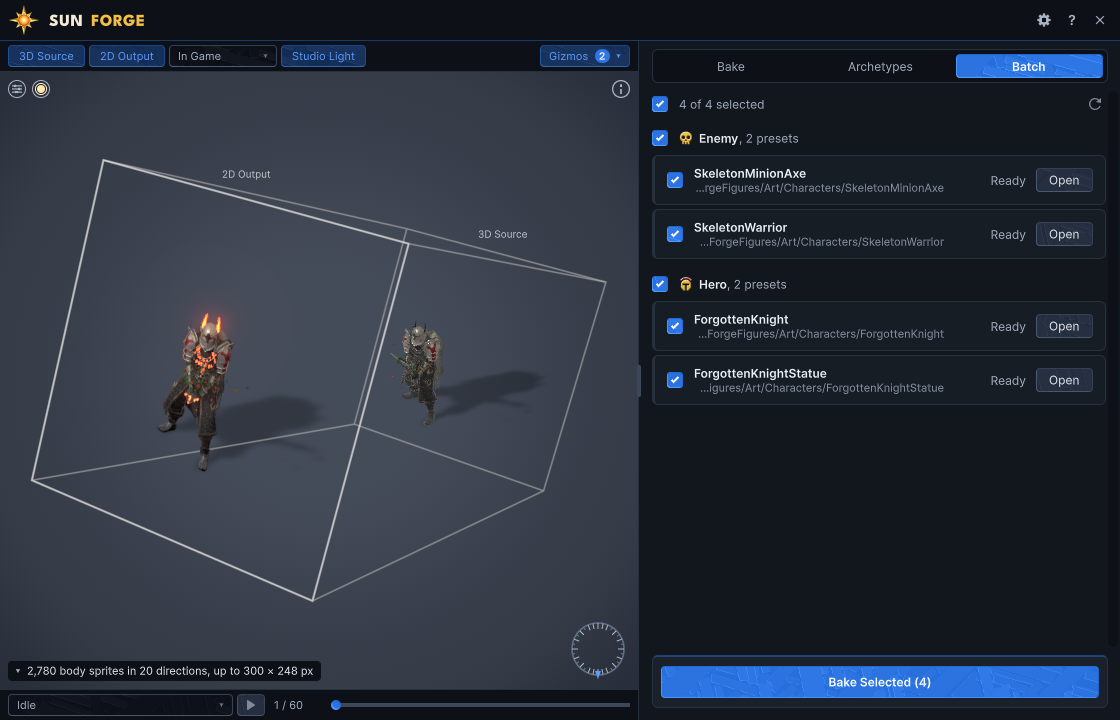 SUN FORGE
?
3D Source
2D Output
In Game
Studio Light
Gizmos 2
Bake
Archetypes
Batch
4 of 4 selected
Enemy, 2 presets
SkeletonMinionAxe
...rgeFigures/Art/Characters/SkeletonMinionAxe
Ready
Open
SkeletonWarrior
...ForgeFigures/Art/Characters/SkeletonWarrior
Ready
Open
Hero, 2 presets
ForgottenKnight
...ForgeFigures/Art/Characters/ForgottenKnight
Ready
Open
ForgottenKnightStatue
...igures/Art/Characters/ForgottenKnightStatue
Ready
Open
2D Output
3D Source
2,780 body sprites in 20 directions, up to 300 × 248 px
Idle
1 / 60
Bake Selected (4)